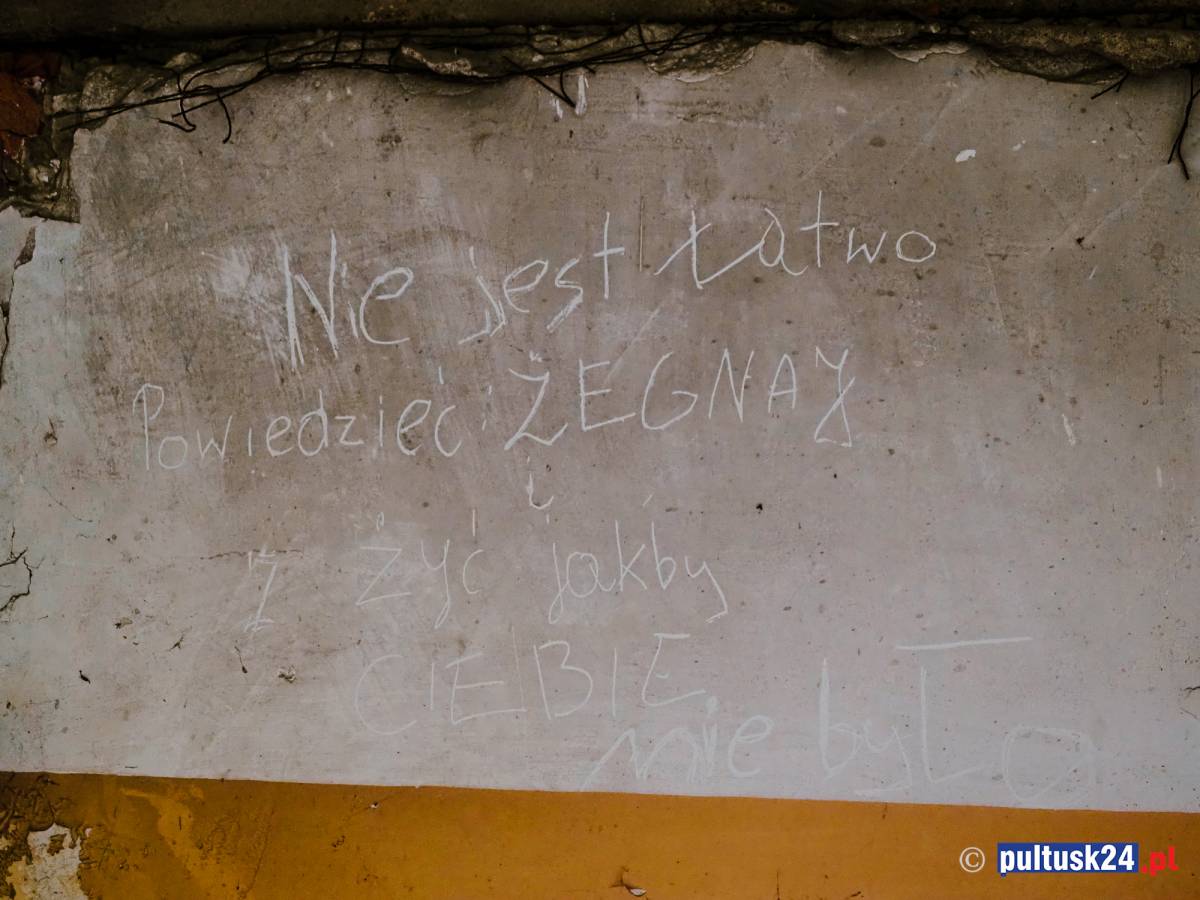 Nie jest łatwo
Powiedzieć ŻEGNAJ
i
Z żyć jakby
CIEBIE
nie było
© pultusk24.pl